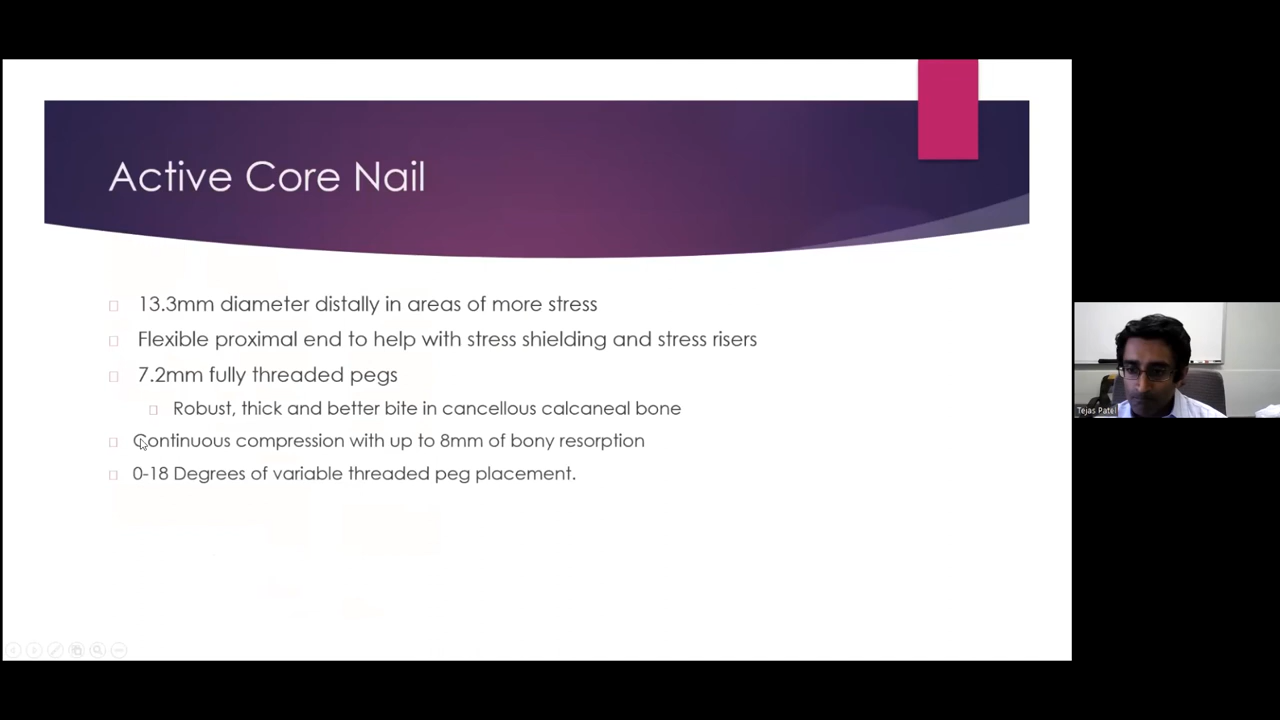 Active Core Nail
13.3mm diameter distally in areas of more stress
Flexible proximal end to help with stress shielding and stress risers
7.2mm fully threaded pegs
Robust, thick and better bite in cancellous calcaneal bone
Continuous compression with up to 8mm of bony resorption
0-18 Degrees of variable threaded peg placement.
Tejas Patel